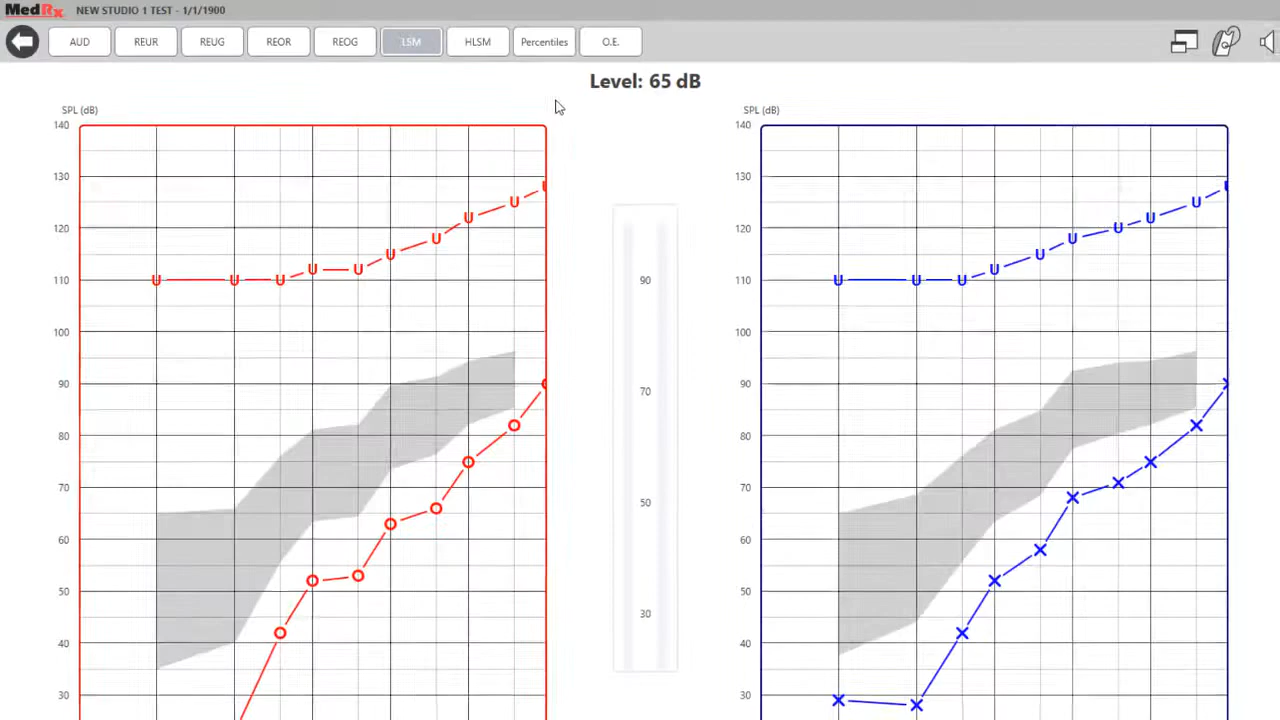 MedRx NEW STUDIO 1 TEST - 1/1/1900
AUD REUR REUG REOR REOG LSM HLSM Percentiles O.E.
Level: 65 dB
SPL (dB) SPL (dB)
140 140
130 130
U U
U U U U U U U U U U U U U U U U
120 120
110 90 110
100 100
90 70 90
80 80
70 50 70
60 60
50 30 50
40 40
30 30